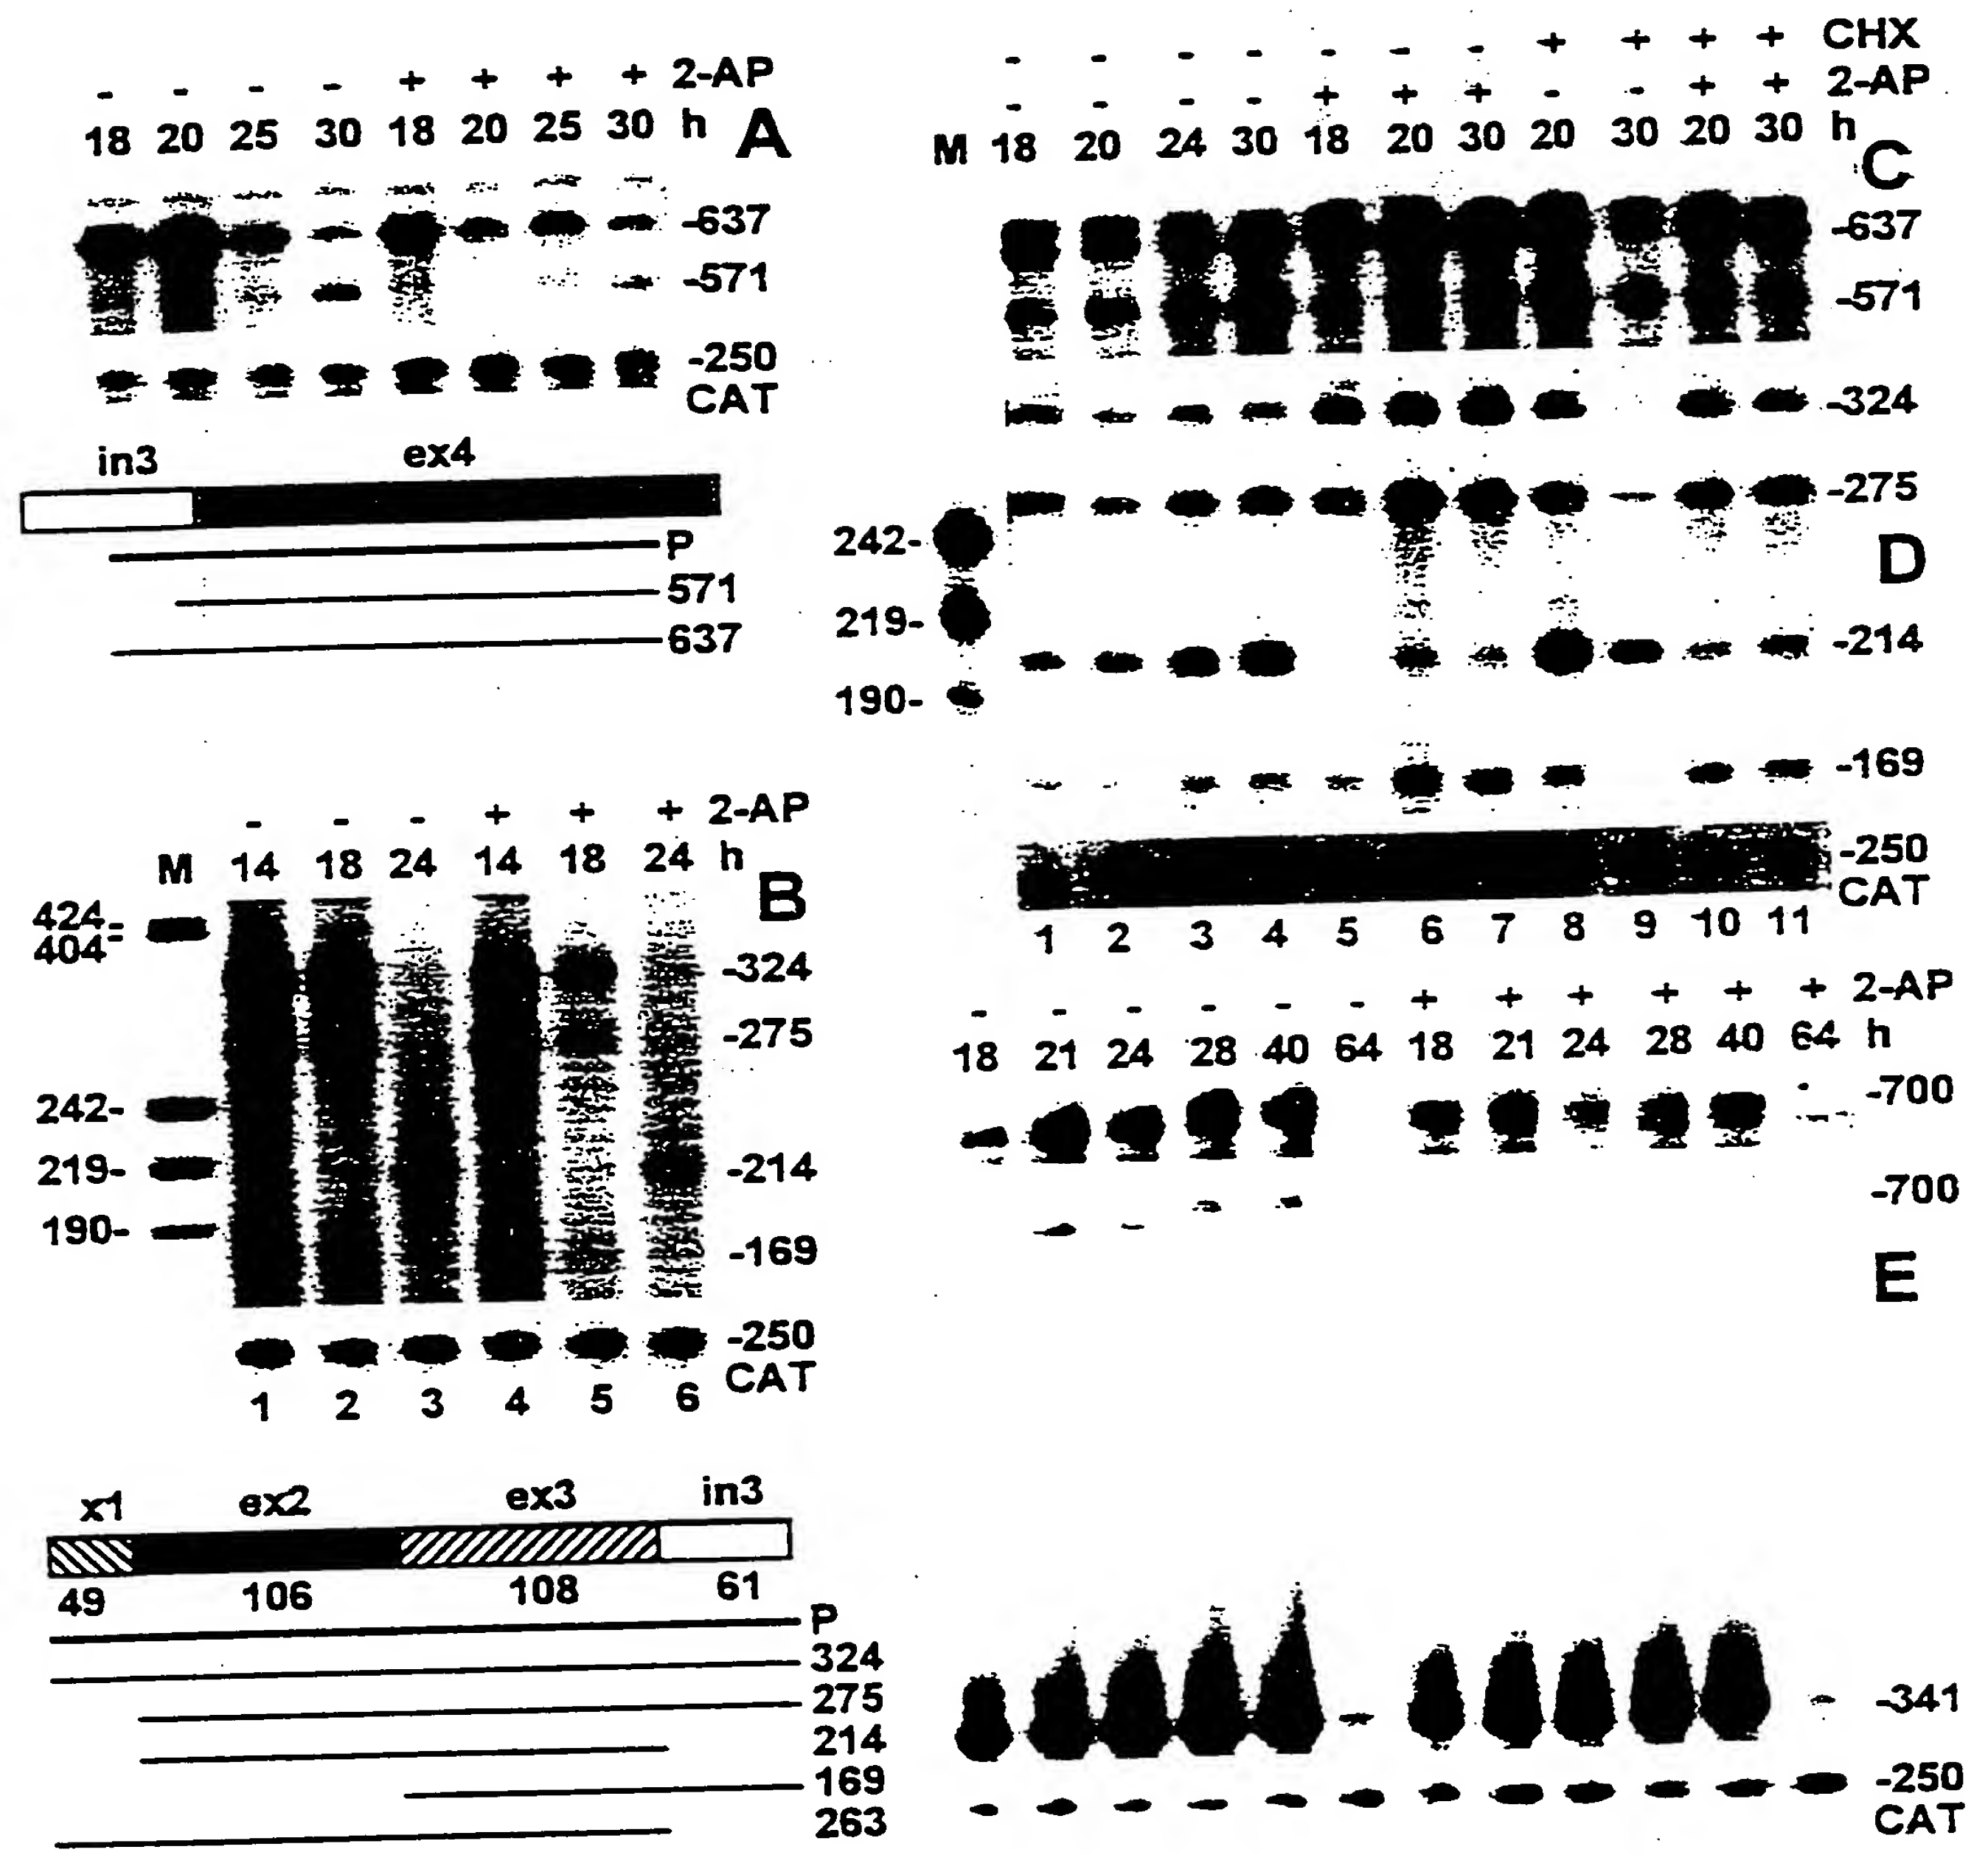 - - - - + + + + 2-AP
18 20 25 30 18 20 25 30 h A
-637
-571
-250
CAT
in3 ex4
P
571
637
- - - + + + 2-AP
M 14 18 24 14 18 24 h B
424-
404-
-324
-275
242-
219- -214
190- -169
-250
CAT
1 2 3 4 5 6
x1 ex2 ex3 in3
49 106 108 61
P
324
275
214
169
263
- - - - - - - + + + + CHX
- - - - + + + - - + + 2-AP
M 18 20 24 30 18 20 30 20 30 20 30 h C
-637
-571
-324
-275
242- D
219-
-214
190-
-169
-250
CAT
1 2 3 4 5 6 7 8 9 10 11
- - - - - - + + + + + + 2-AP
18 21 24 28 40 64 18 21 24 28 40 64 h
-700
-700
E
-341
-250
CAT